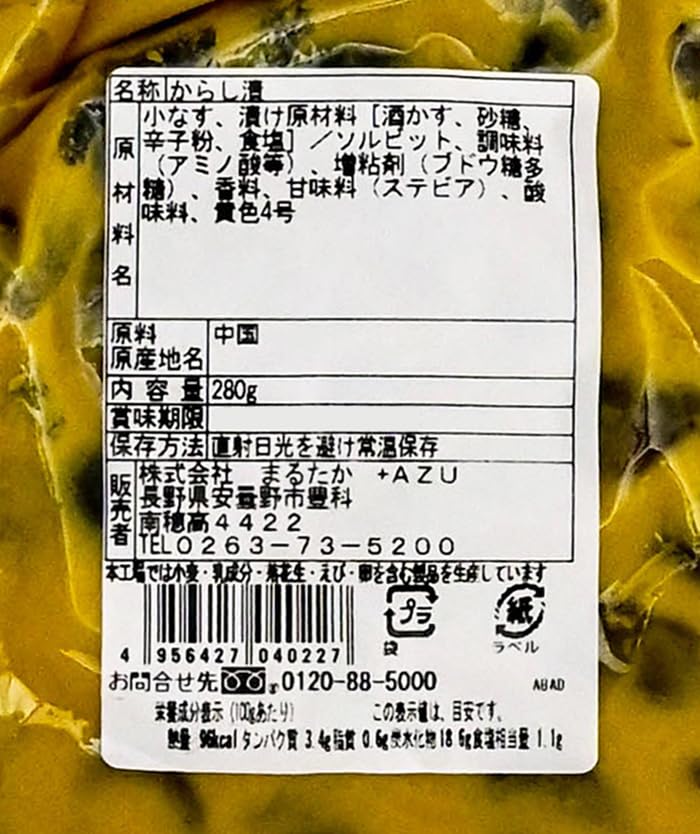 名称 からし漬
原材料名 小なす、漬け原材料［酒かす、砂糖、
辛子粉、食塩］／ソルビット、調味料
（アミノ酸等）、増粘剤（ブドウ糖多
糖）、香料、甘味料（ステビア）、酸
味料、黄色4号
原料
原産地名 中国
内容量 280g
賞味期限
保存方法 直射日光を避け常温保存
販売者 株式会社 まるたか +AZU
長野県安曇野市豊科
南穂高4422
TEL0263-73-5200
本工場では小麦・乳成分・落花生・えび・卵を含む製品を生産しています
4 956427 040227
プラ
袋
紙
ラベル
お問合せ先 0120-88-5000
ABAD
栄養成分表示（100gあたり） この表示値は、目安です。
熱量 96kcal タンパク質 3.4g 脂質 0.6g 炭水化物 18.6g 食塩相当量 1.1g